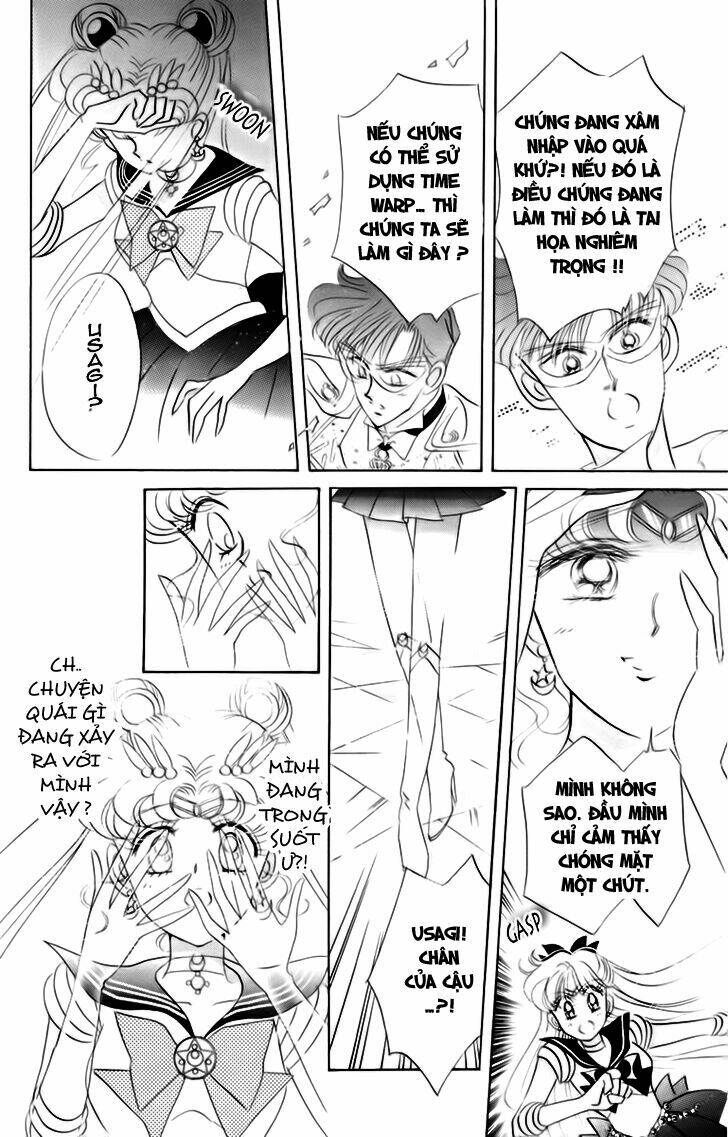 CHÚNG ĐANG XÂM
NHẬP VÀO QUÁ
KHỨ?! NẾU ĐÓ LÀ
ĐIỀU CHÚNG ĐANG
LÀM THÌ ĐÓ LÀ TAI
HỌA NGHIÊM
TRỌNG !!
NẾU CHÚNG
CÓ THỂ SỬ
DỤNG TIME
WARP... THÌ
CHÚNG TA SẼ
LÀM GÌ ĐÂY ?
SWOON
USAGI?
MÌNH KHÔNG
SAO. ĐẦU MÌNH
CHỈ CẢM THẤY
CHÓNG MẶT
MỘT CHÚT.
GASP
USAGI!
CHÂN
CỦA CẬU
...?!
MÌNH
ĐANG
TRONG
SUỐT
Ư?!
CH..
CHUYỆN
QUÁI GÌ
ĐANG XẢY
RA VỚI
MÌNH
VẬY ?